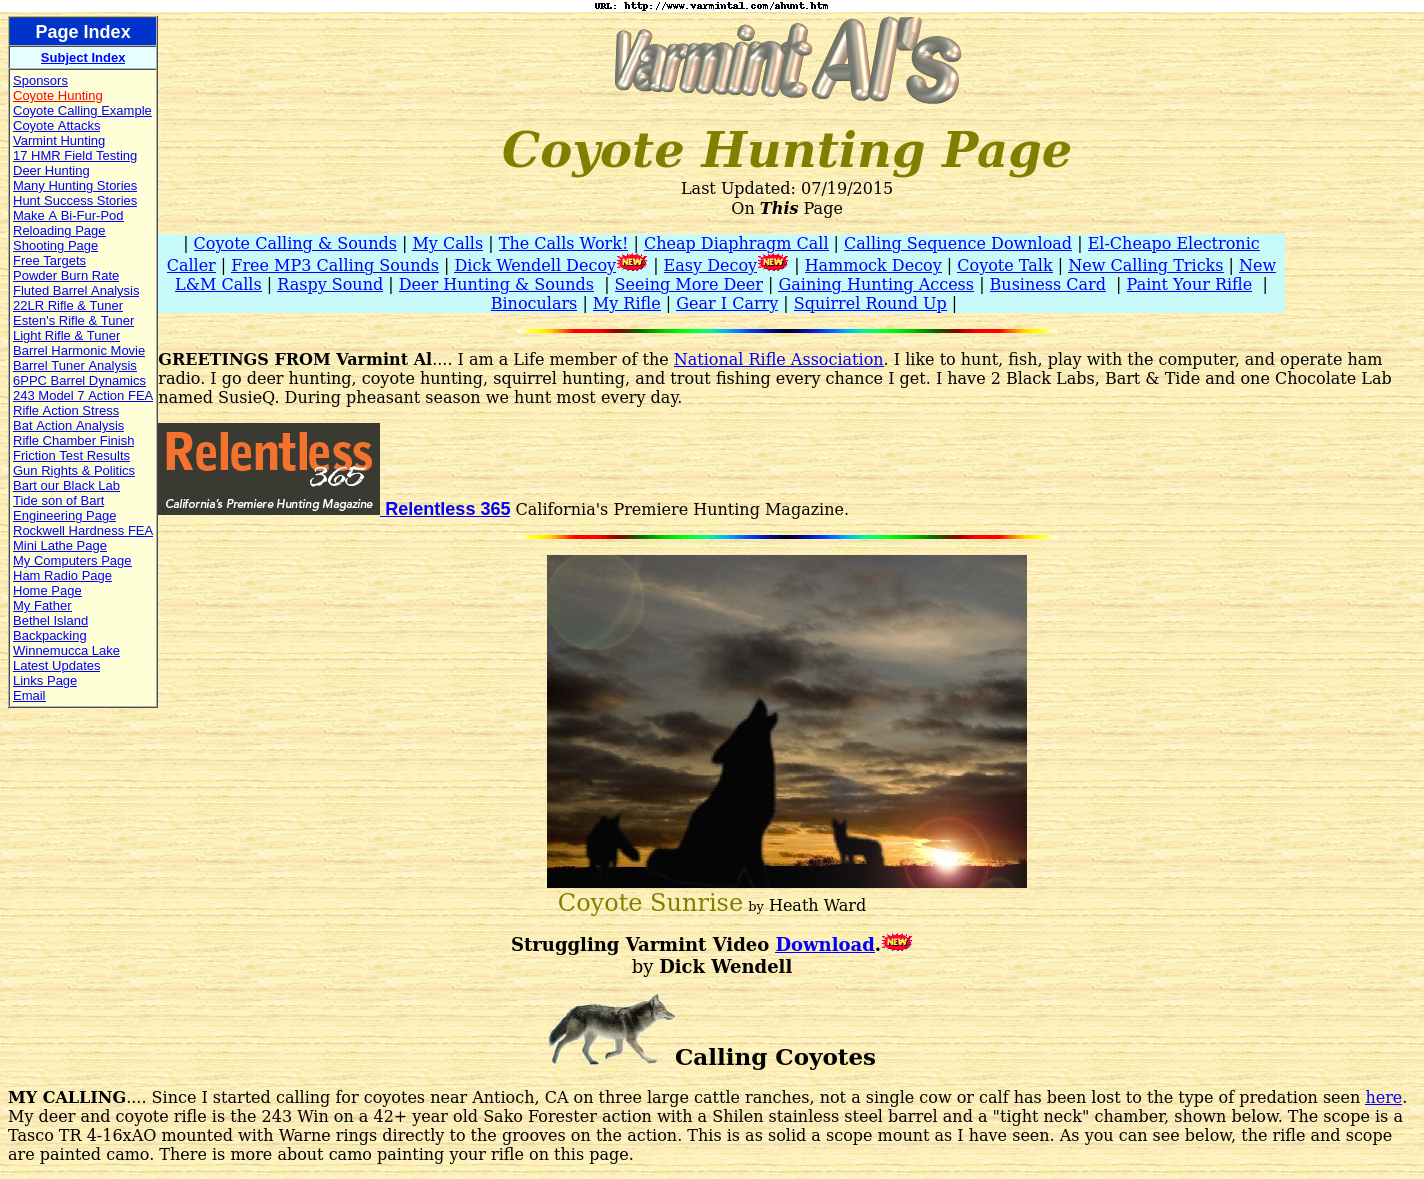 URL: http://www.varmintal.com/ahunt.htm
Page Index
Subject Index
Sponsors
Coyote Hunting
Coyote Calling Example
Coyote Attacks
Varmint Hunting
17 HMR Field Testing
Deer Hunting
Many Hunting Stories
Hunt Success Stories
Make A Bi-Fur-Pod
Reloading Page
Shooting Page
Free Targets
Powder Burn Rate
Fluted Barrel Analysis
22LR Rifle & Tuner
Esten's Rifle & Tuner
Light Rifle & Tuner
Barrel Harmonic Movie
Barrel Tuner Analysis
6PPC Barrel Dynamics
243 Model 7 Action FEA
Rifle Action Stress
Bat Action Analysis
Rifle Chamber Finish
Friction Test Results
Gun Rights & Politics
Bart our Black Lab
Tide son of Bart
Engineering Page
Rockwell Hardness FEA
Mini Lathe Page
My Computers Page
Ham Radio Page
Home Page
My Father
Bethel Island
Backpacking
Winnemucca Lake
Latest Updates
Links Page
Email
Varmint Al's
Coyote Hunting Page
Last Updated: 07/19/2015
On This Page
| Coyote Calling & Sounds | My Calls | The Calls Work! | Cheap Diaphragm Call | Calling Sequence Download | El-Cheapo Electronic
Caller | Free MP3 Calling Sounds | Dick Wendell Decoy NEW | Easy Decoy NEW | Hammock Decoy | Coyote Talk | New Calling Tricks | New
L&M Calls | Raspy Sound | Deer Hunting & Sounds | Seeing More Deer | Gaining Hunting Access | Business Card | Paint Your Rifle |
Binoculars | My Rifle | Gear I Carry | Squirrel Round Up |
GREETINGS FROM Varmint Al.... I am a Life member of the National Rifle Association. I like to hunt, fish, play with the computer, and operate ham
radio. I go deer hunting, coyote hunting, squirrel hunting, and trout fishing every chance I get. I have 2 Black Labs, Bart & Tide and one Chocolate Lab
named SusieQ. During pheasant season we hunt most every day.
Relentless
365
California's Premiere Hunting Magazine
Relentless 365 California's Premiere Hunting Magazine.
Coyote Sunrise by Heath Ward
Struggling Varmint Video Download. NEW
by Dick Wendell
Calling Coyotes
MY CALLING.... Since I started calling for coyotes near Antioch, CA on three large cattle ranches, not a single cow or calf has been lost to the type of predation seen here.
My deer and coyote rifle is the 243 Win on a 42+ year old Sako Forester action with a Shilen stainless steel barrel and a "tight neck" chamber, shown below. The scope is a
Tasco TR 4-16xAO mounted with Warne rings directly to the grooves on the action. This is as solid a scope mount as I have seen. As you can see below, the rifle and scope
are painted camo. There is more about camo painting your rifle on this page.